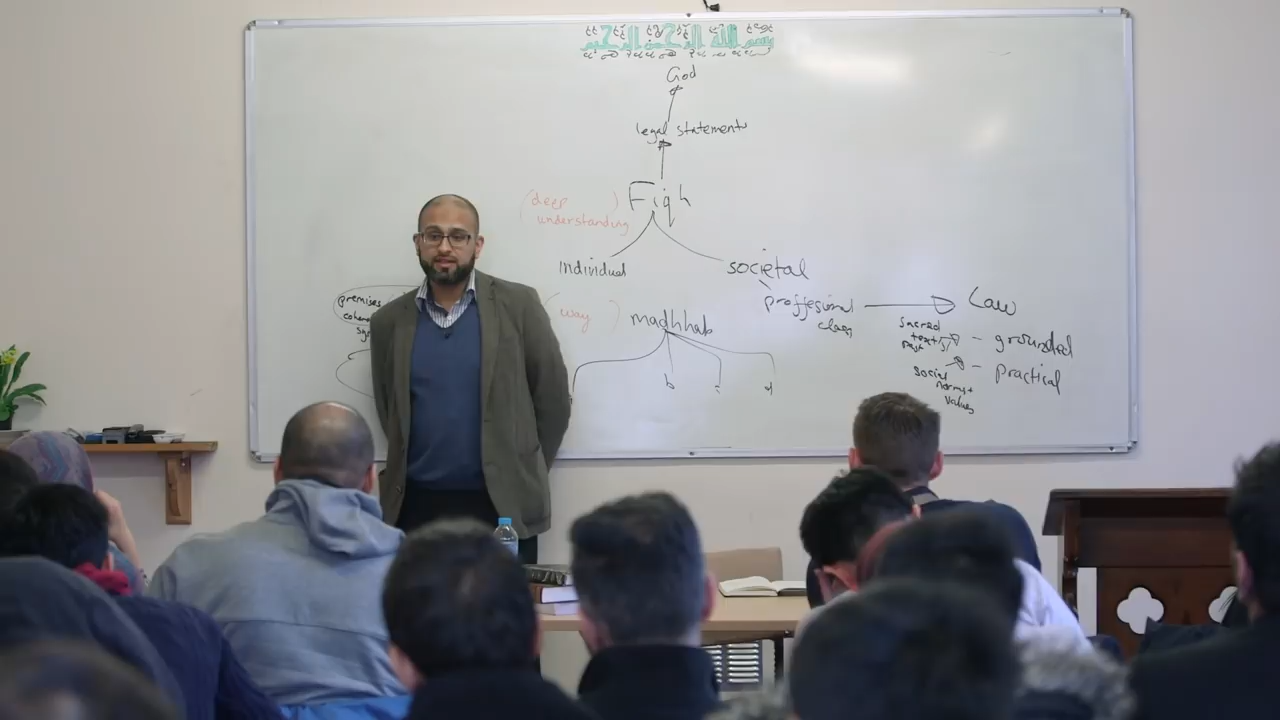 بسم الله الرحمن الرحيم
God
legal statements
Fiqh
(deep
understanding)
Individual
societal
premises
(way)
madhhab
proffesional
class
Law
sacred
texts/
- grounded
social
norms+
values
- practical
b
c
d